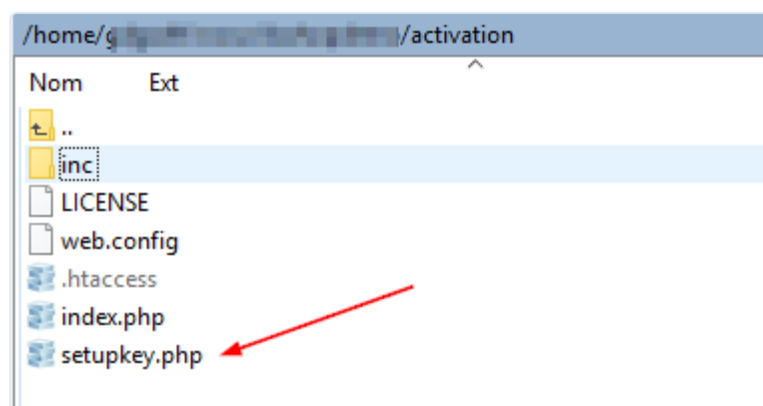 /home/g /activation
Nom Ext
..
inc
LICENSE
web.config
.htaccess
index.php
setupkey.php